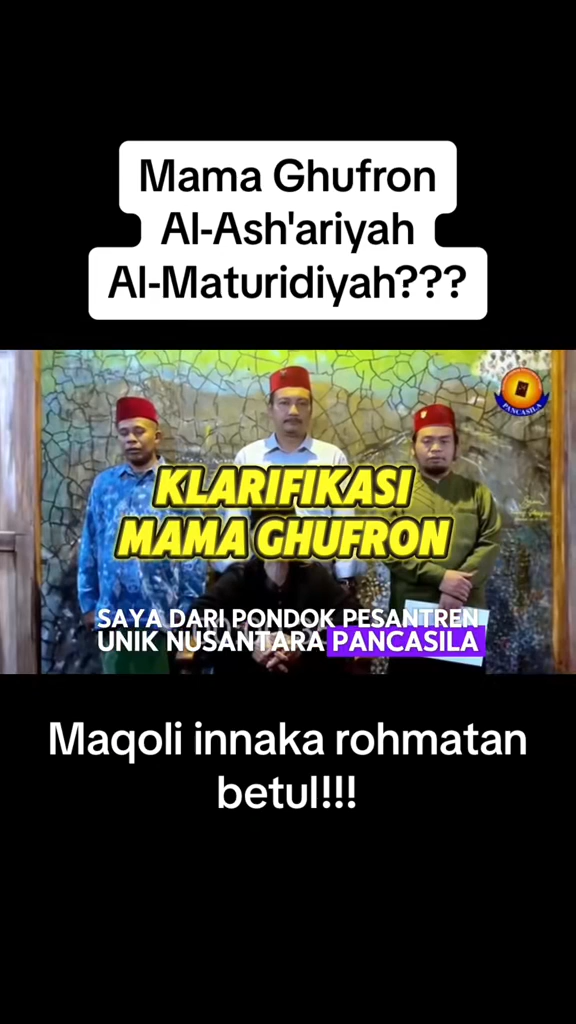 Mama Ghufron
Al-Ash'ariyah
Al-Maturidiyah???
PANCASILA
KLARIFIKASI
MAMA GHUFRON
SAYA DARI PONDOK PESANTREN
UNIK NUSANTARA PANCASILA
Maqoli innaka rohmatan
betul!!!